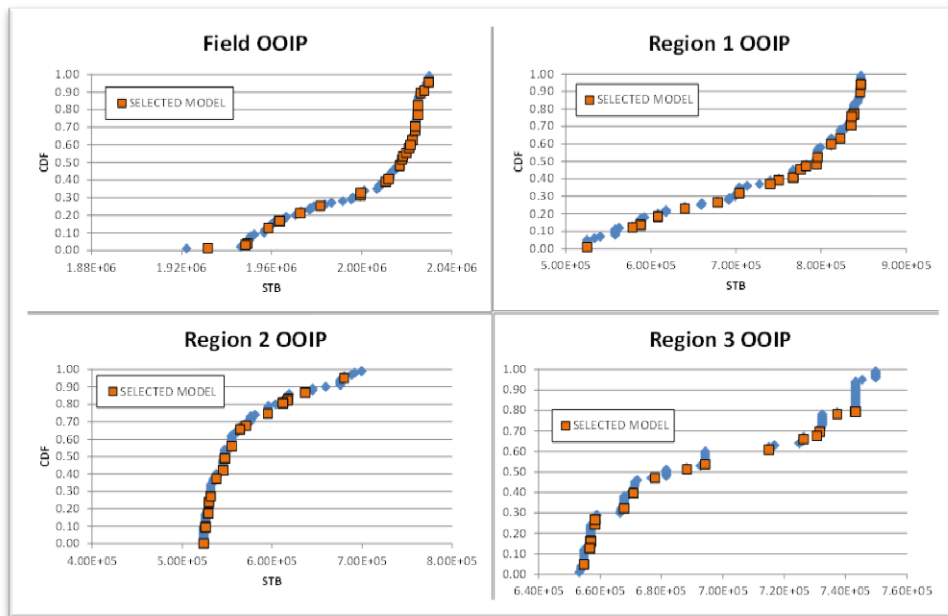 Field OOIP
1.00
0.90
0.80
0.70
0.60
0.50
0.40
0.30
0.20
0.10
0.00
CDF
SELECTED MODEL
1.88E+06 1.92E+06 1.96E+06 2.00E+06 2.04E+06
STB
Region 1 OOIP
1.00
0.90
0.80
0.70
0.60
0.50
0.40
0.30
0.20
0.10
0.00
CDF
SELECTED MODEL
5.00E+05 6.00E+05 7.00E+05 8.00E+05 9.00E+05
STB
Region 2 OOIP
1.00
0.90
0.80
0.70
0.60
0.50
0.40
0.30
0.20
0.10
0.00
CDF
SELECTED MODEL
4.00E+05 5.00E+05 6.00E+05 7.00E+05 8.00E+05
STB
Region 3 OOIP
1.00
0.90
0.80
0.70
0.60
0.50
0.40
0.30
0.20
0.10
0.00
CDF
SELECTED MODEL
6.40E+05 6.60E+05 6.80E+05 7.00E+05 7.20E+05 7.40E+05 7.60E+05
STB